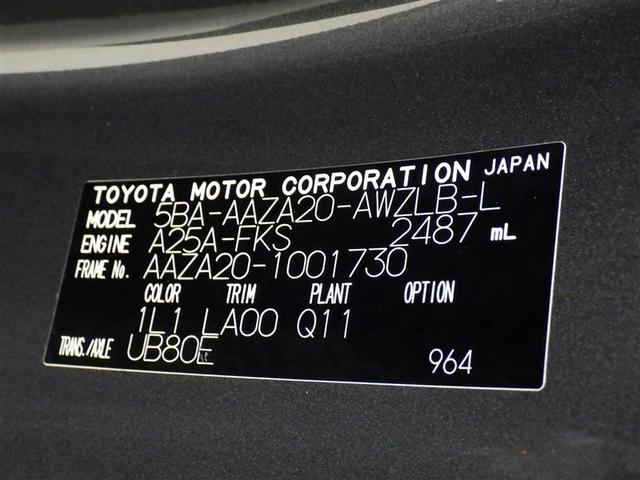 TOYOTA MOTOR CORPORATION JAPAN
MODEL 5BA-AAZA20-AWZLB-L
ENGINE A25A-FKS 2487 mL
FRAME No. AAZA20-1001730
COLOR TRIM PLANT OPTION
1L1 LA00 Q11
TRANS./AXLE UB80E
964